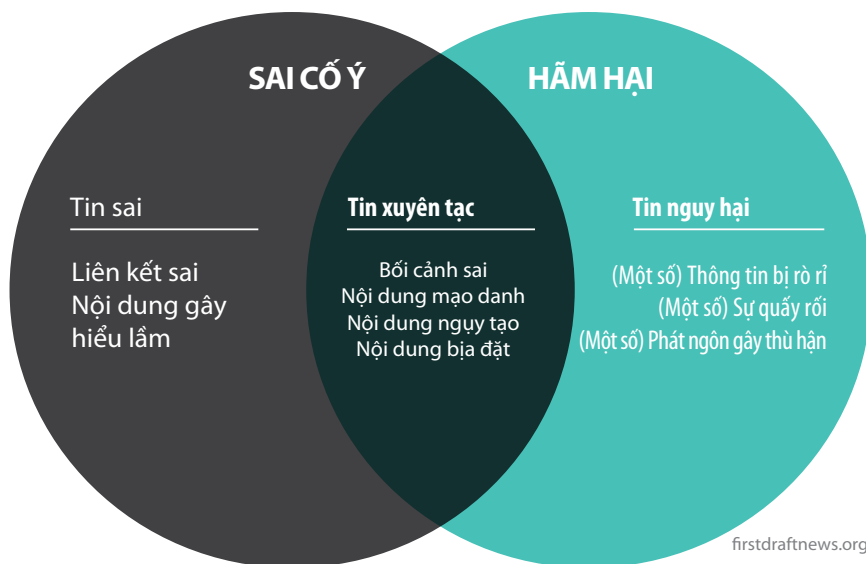 SAI CỐ Ý
HÃM HẠI
Tin sai
Liên kết sai
Nội dung gây
hiểu lầm
Tin xuyên tạc
Bối cảnh sai
Nội dung mạo danh
Nội dung ngụy tạo
Nội dung bịa đặt
Tin nguy hại
(Một số) Thông tin bị rò rỉ
(Một số) Sự quấy rối
(Một số) Phát ngôn gây thù hận
firstdraftnews.org